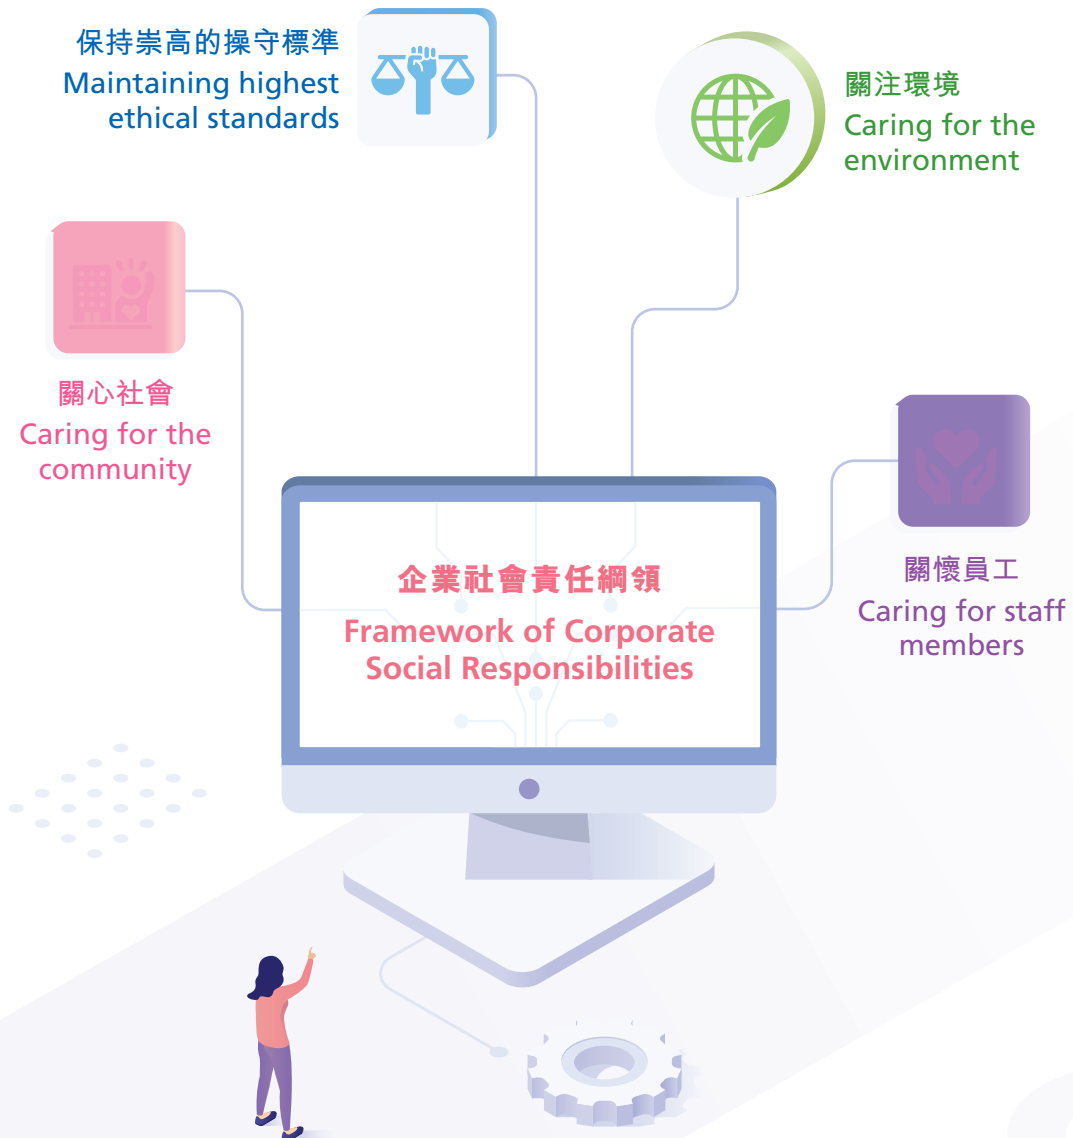 保持崇高的操守標準
Maintaining highest
ethical standards
關注環境
Caring for the
environment
關心社會
Caring for the
community
關懷員工
Caring for staff
members
企業社會責任綱領
Framework of Corporate
Social Responsibilities